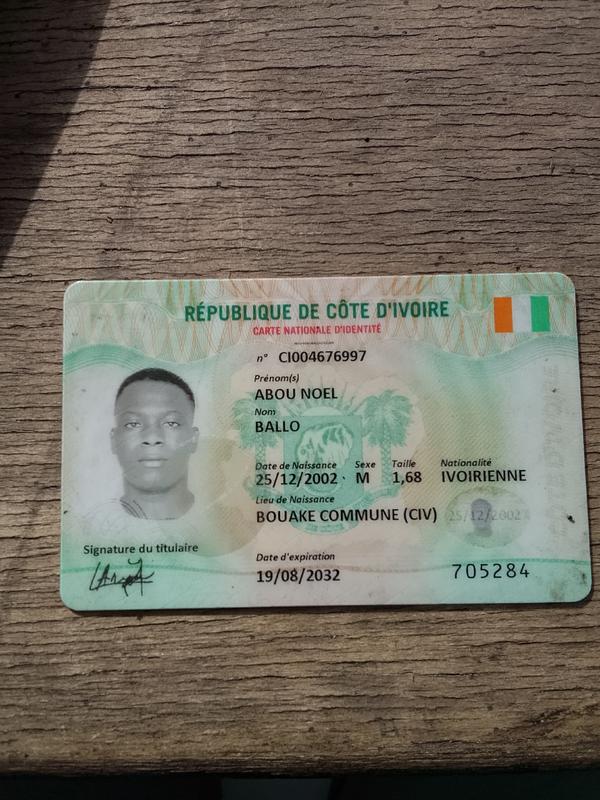 RÉPUBLIQUE DE CÔTE D'IVOIRE
CARTE NATIONALE D'IDENTITÉ
n° CI004676997
Prénom(s)
ABOU NOEL
Nom
BALLO
Date de Naissance Sexe Taille Nationalité
25/12/2002 M 1,68 IVOIRIENNE
Lieu de Naissance
BOUAKE COMMUNE (CIV) 25/12/2002
Signature du titulaire
Date d'expiration
19/08/2032
705284